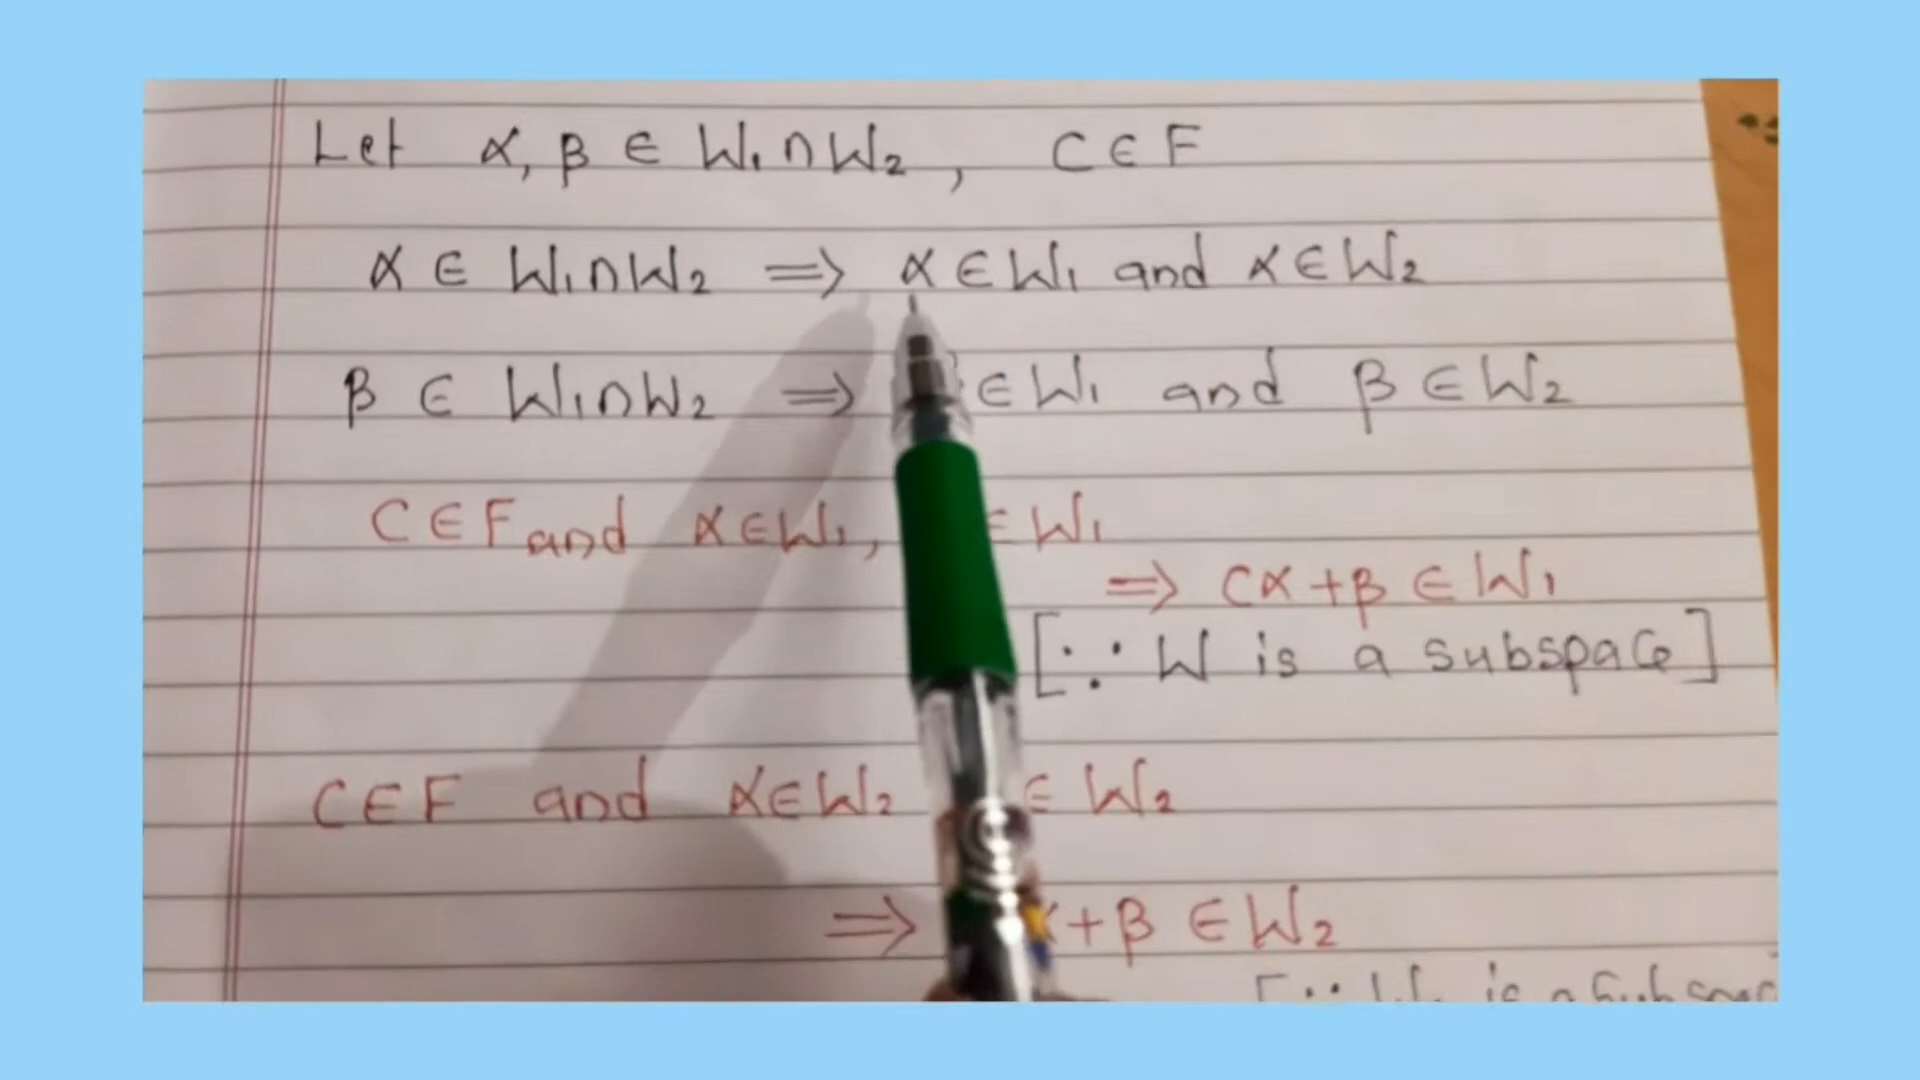 Let α, β ∈ W₁∩W₂, C∈F
α ∈ W₁∩W₂ ⇒ α∈W₁ and α∈W₂
β ∈ W₁∩W₂ ⇒ ∈W₁ and β∈W₂
C∈F and α∈W₁, ∈W₁
⇒ Cα+β ∈ W₁
[∵ W is a subspace]
C∈F and α∈W₂ ∈ W₂
⇒ +β ∈ W₂
is a